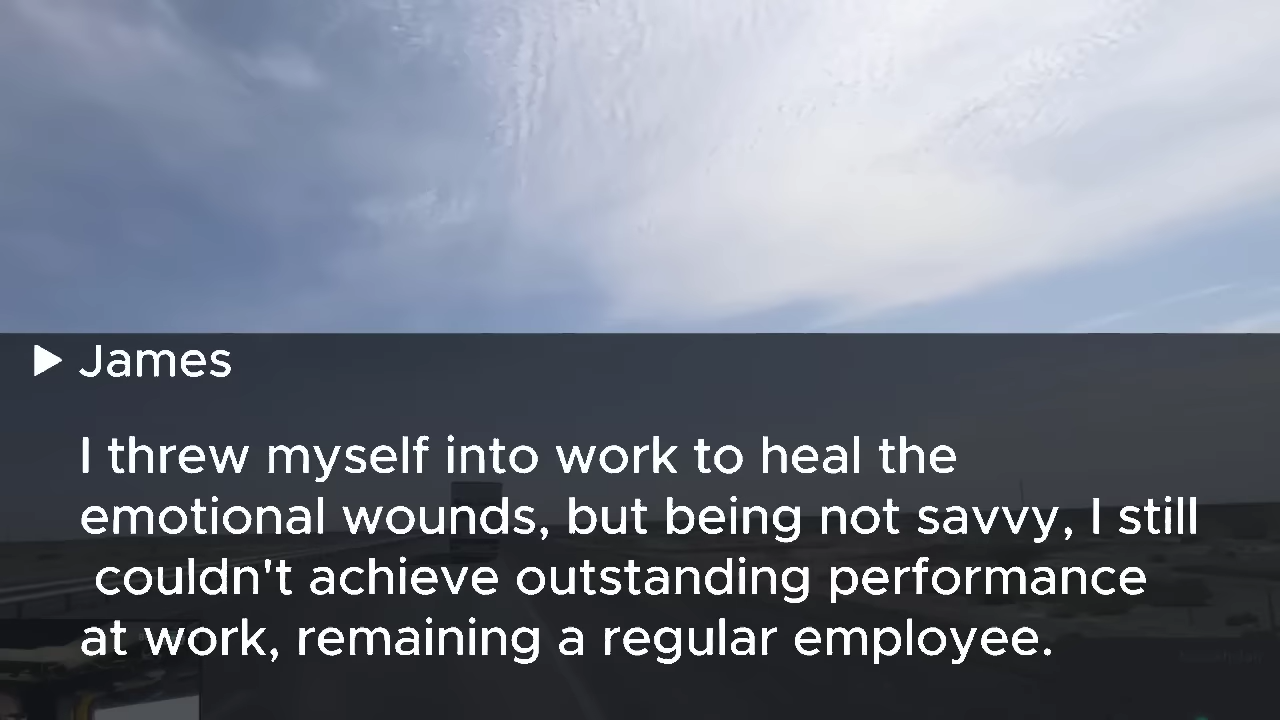 James
I threw myself into work to heal the
emotional wounds, but being not savvy, I still
couldn't achieve outstanding performance
at work, remaining a regular employee.